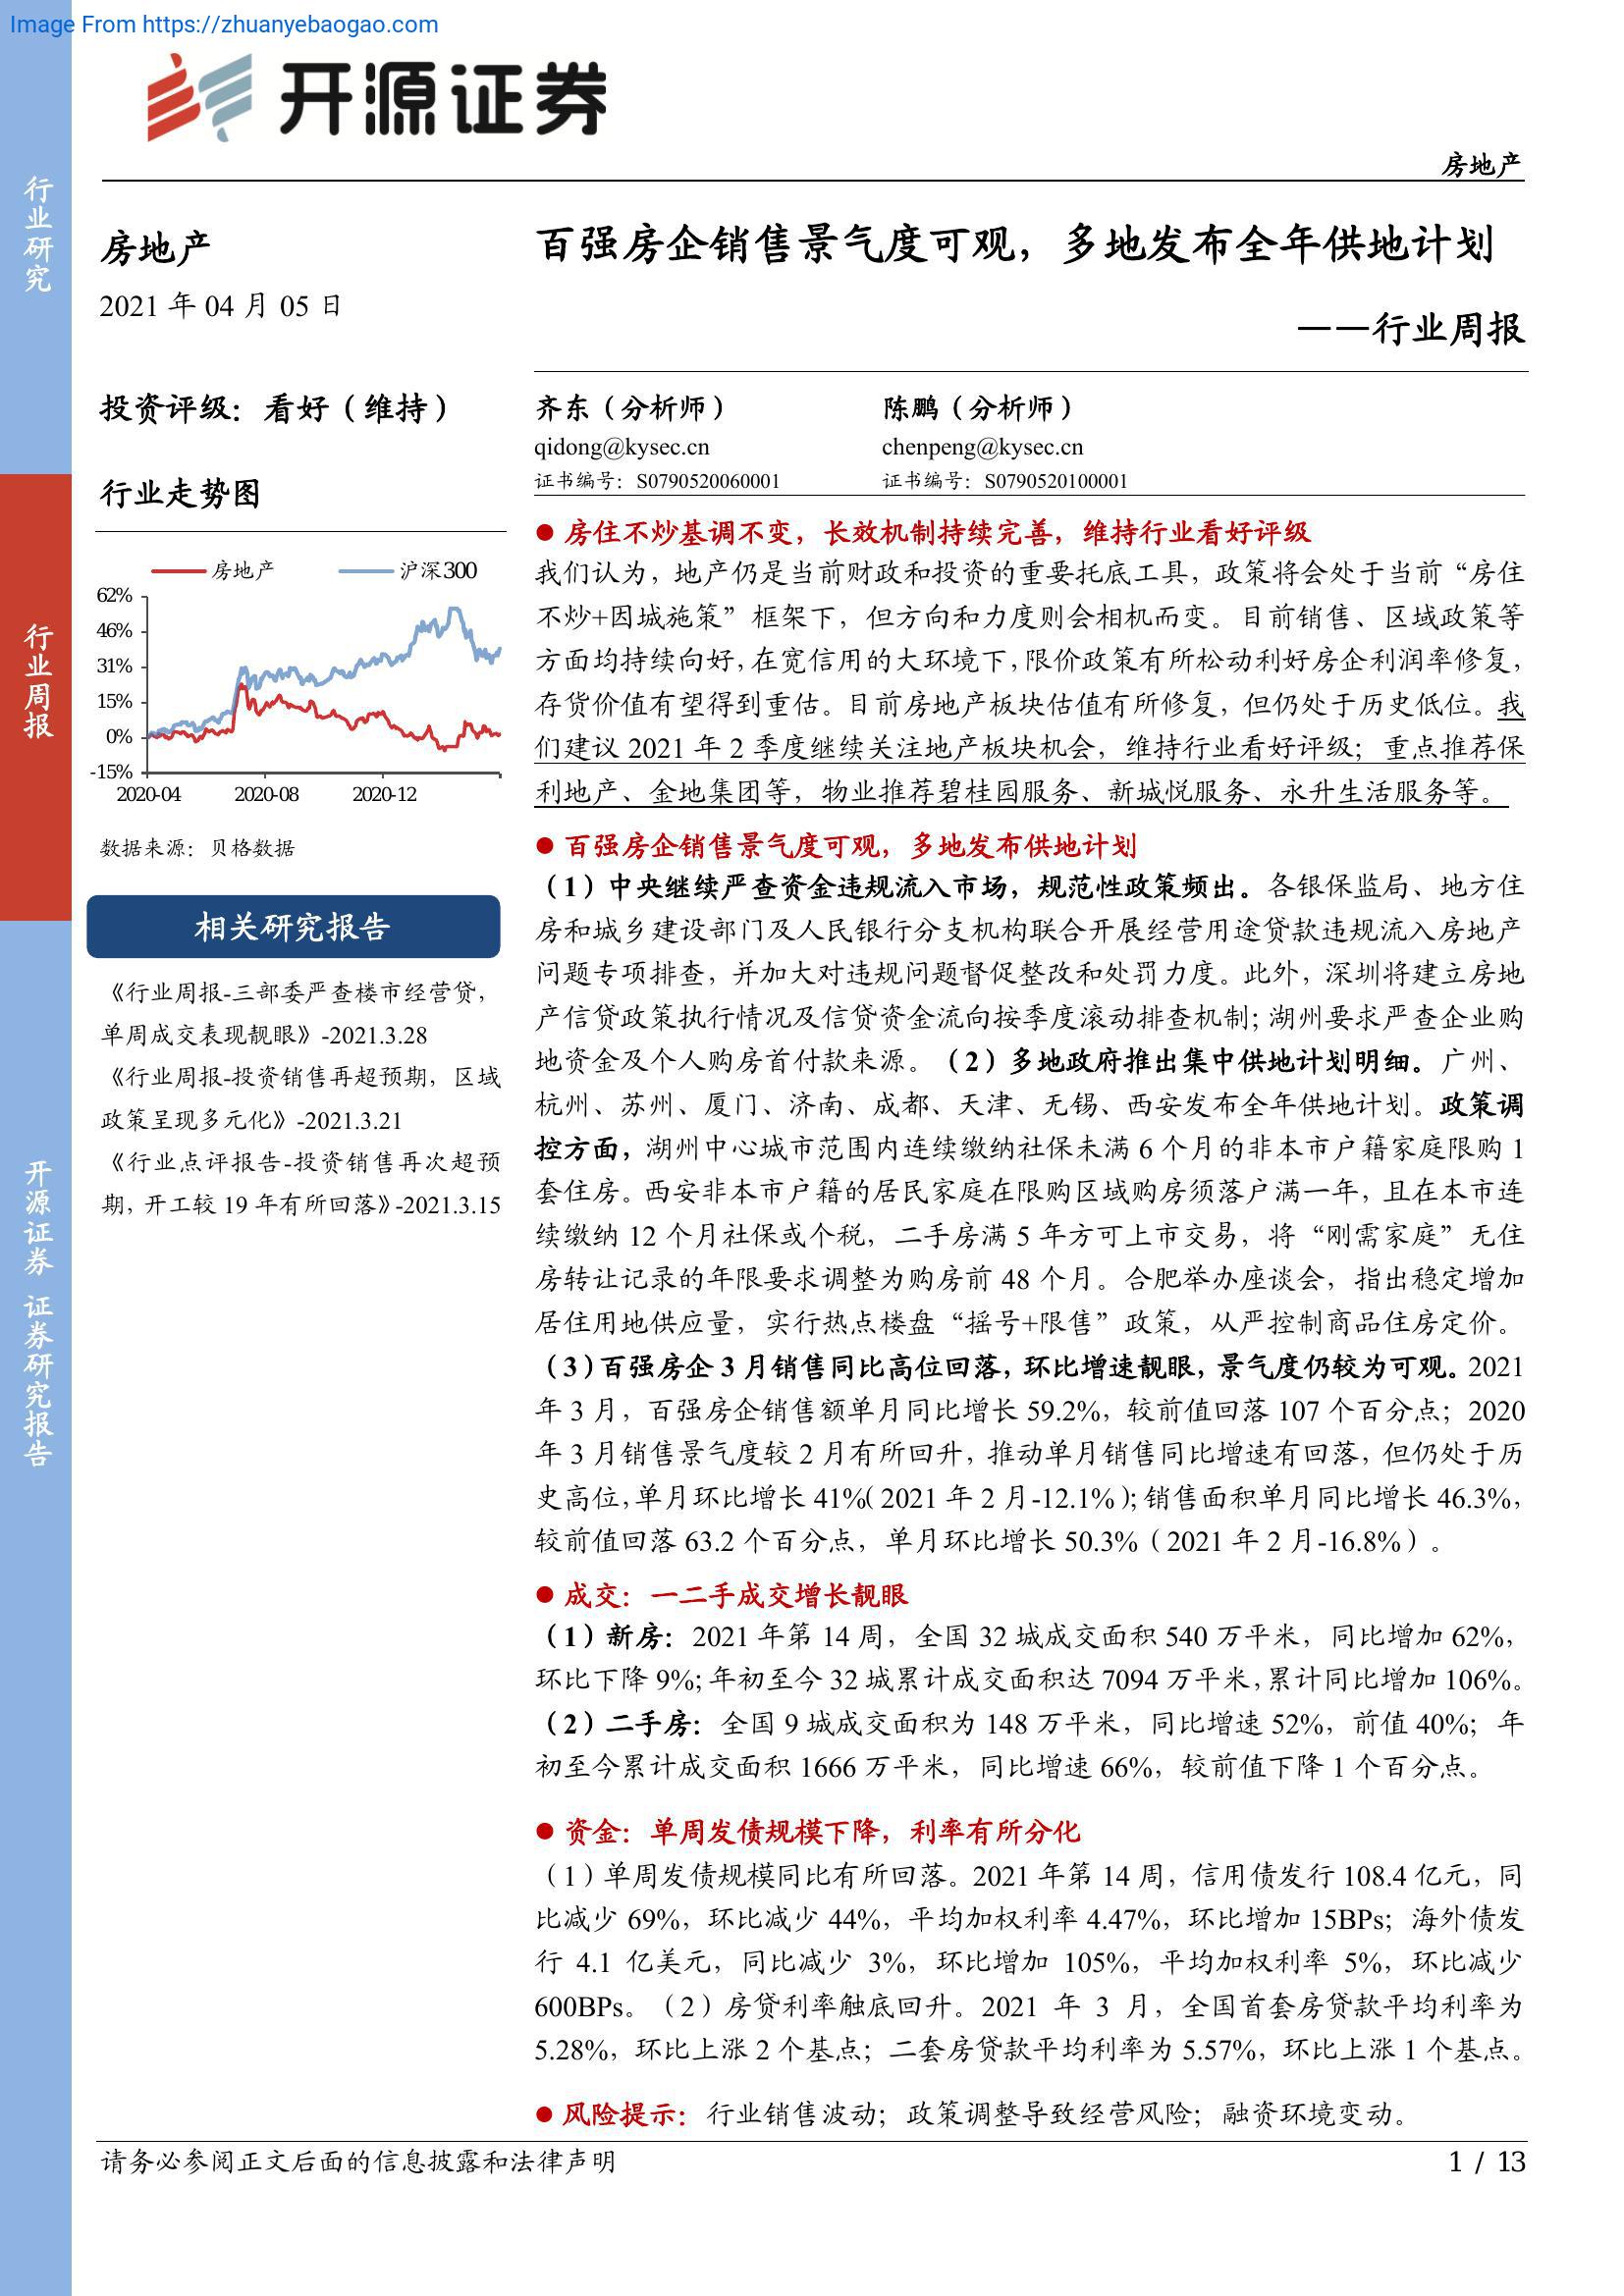 Image From https://zhuanyebaogao.com
开源证券
房地产
行业研究
行业周报
开源证券 证券研究报告
房地产
2021 年 04 月 05 日
投资评级：看好（维持）
行业走势图
房地产 沪深300
62%
46%
31%
15%
0%
-15%
2020-04 2020-08 2020-12
数据来源：贝格数据
相关研究报告
《行业周报-三部委严查楼市经营贷，
单周成交表现靓眼》-2021.3.28
《行业周报-投资销售再超预期，区域
政策呈现多元化》-2021.3.21
《行业点评报告-投资销售再次超预
期，开工较 19 年有所回落》-2021.3.15
百强房企销售景气度可观，多地发布全年供地计划
——行业周报
齐东（分析师） 陈鹏（分析师）
qidong@kysec.cn chenpeng@kysec.cn
证书编号：S0790520060001 证书编号：S0790520100001
● 房住不炒基调不变，长效机制持续完善，维持行业看好评级
我们认为，地产仍是当前财政和投资的重要托底工具，政策将会处于当前“房住
不炒+因城施策”框架下，但方向和力度则会相机而变。目前销售、区域政策等
方面均持续向好，在宽信用的大环境下，限价政策有所松动利好房企利润率修复，
存货价值有望得到重估。目前房地产板块估值有所修复，但仍处于历史低位。我
们建议 2021 年 2 季度继续关注地产板块机会，维持行业看好评级；重点推荐保
利地产、金地集团等，物业推荐碧桂园服务、新城悦服务、永升生活服务等。
● 百强房企销售景气度可观，多地发布供地计划
（1）中央继续严查资金违规流入市场，规范性政策频出。各银保监局、地方住
房和城乡建设部门及人民银行分支机构联合开展经营用途贷款违规流入房地产
问题专项排查，并加大对违规问题督促整改和处罚力度。此外，深圳将建立房地
产信贷政策执行情况及信贷资金流向按季度滚动排查机制；湖州要求严查企业购
地资金及个人购房首付款来源。（2）多地政府推出集中供地计划明细。广州、
杭州、苏州、厦门、济南、成都、天津、无锡、西安发布全年供地计划。政策调
控方面，湖州中心城市范围内连续缴纳社保未满 6 个月的非本市户籍家庭限购 1
套住房。西安非本市户籍的居民家庭在限购区域购房须落户满一年，且在本市连
续缴纳 12 个月社保或个税，二手房满 5 年方可上市交易，将“刚需家庭”无住
房转让记录的年限要求调整为购房前 48 个月。合肥举办座谈会，指出稳定增加
居住用地供应量，实行热点楼盘“摇号+限售”政策，从严控制商品住房定价。
（3）百强房企 3 月销售同比高位回落，环比增速靓眼，景气度仍较为可观。2021
年 3 月，百强房企销售额单月同比增长 59.2%，较前值回落 107 个百分点；2020
年 3 月销售景气度较 2 月有所回升，推动单月销售同比增速有回落，但仍处于历
史高位，单月环比增长 41%（2021 年 2 月-12.1%）；销售面积单月同比增长 46.3%，
较前值回落 63.2 个百分点，单月环比增长 50.3%（2021 年 2 月-16.8%）。
● 成交：一二手成交增长靓眼
（1）新房：2021 年第 14 周，全国 32 城成交面积 540 万平米，同比增加 62%，
环比下降 9%；年初至今 32 城累计成交面积达 7094 万平米，累计同比增加 106%。
（2）二手房：全国 9 城成交面积为 148 万平米，同比增速 52%，前值 40%；年
初至今累计成交面积 1666 万平米，同比增速 66%，较前值下降 1 个百分点。
● 资金：单周发债规模下降，利率有所分化
（1）单周发债规模同比有所回落。2021 年第 14 周，信用债发行 108.4 亿元，同
比减少 69%，环比减少 44%，平均加权利率 4.47%，环比增加 15BPs；海外债发
行 4.1 亿美元，同比减少 3%，环比增加 105%，平均加权利率 5%，环比减少
600BPs。（2）房贷利率触底回升。2021 年 3 月，全国首套房贷款平均利率为
5.28%，环比上涨 2 个基点；二套房贷款平均利率为 5.57%，环比上涨 1 个基点。
● 风险提示：行业销售波动；政策调整导致经营风险；融资环境变动。
请务必参阅正文后面的信息披露和法律声明 1 / 13